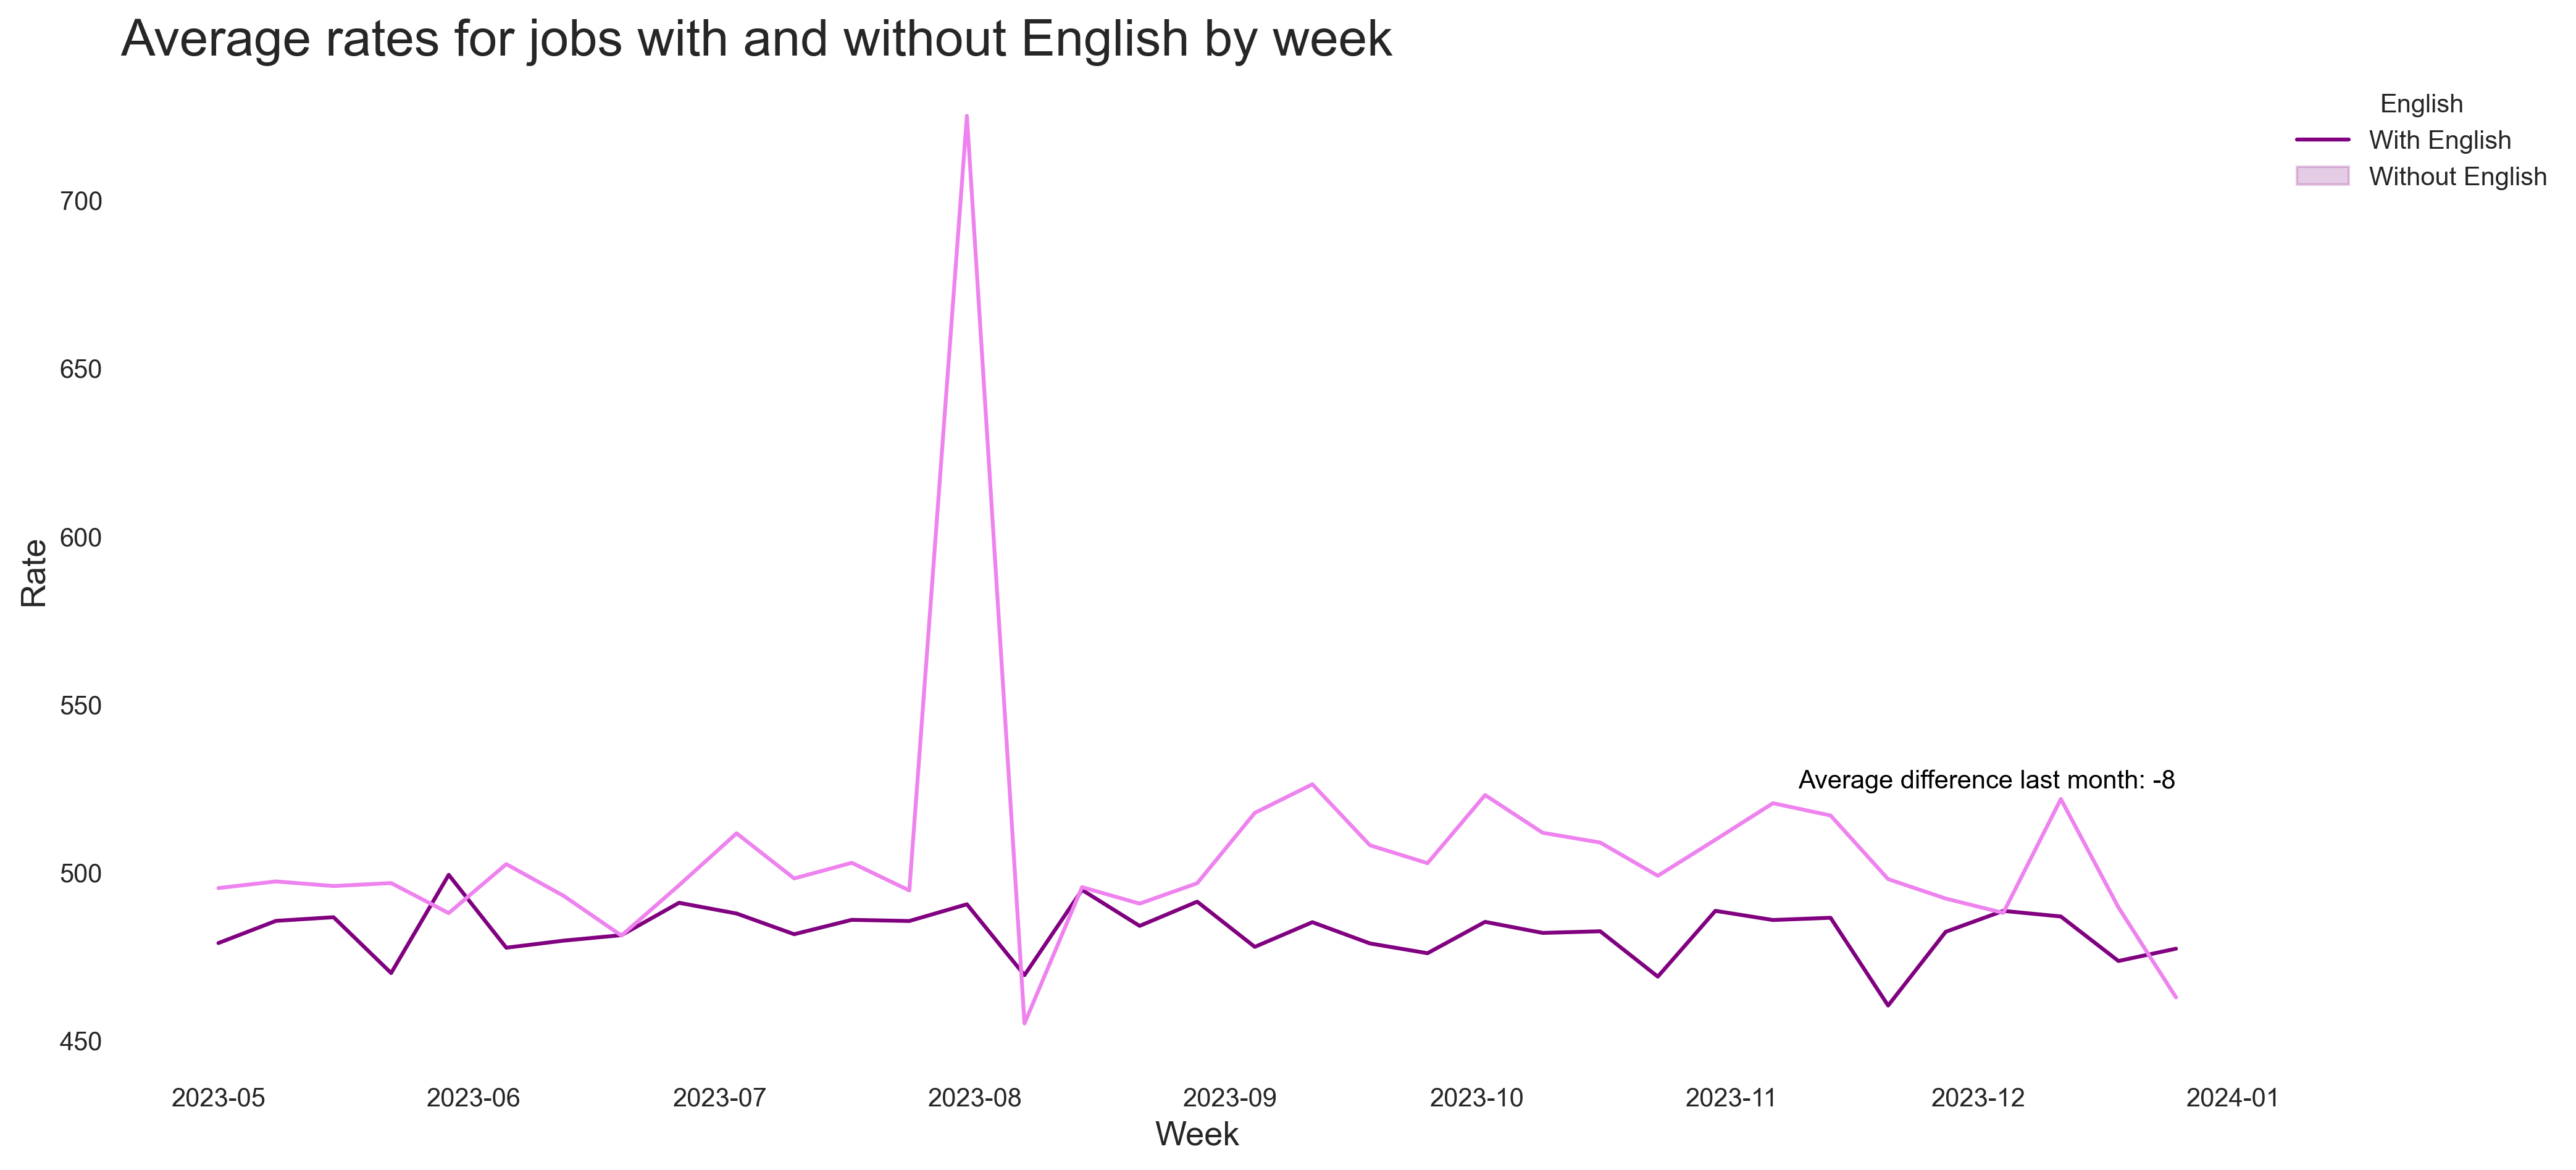 Average rates for jobs with and without English by week
English
With English
Without English
700
650
600
550
500
450
Rate
Average difference last month: -8
2023-05 2023-06 2023-07 2023-08 2023-09 2023-10 2023-11 2023-12 2024-01
Week